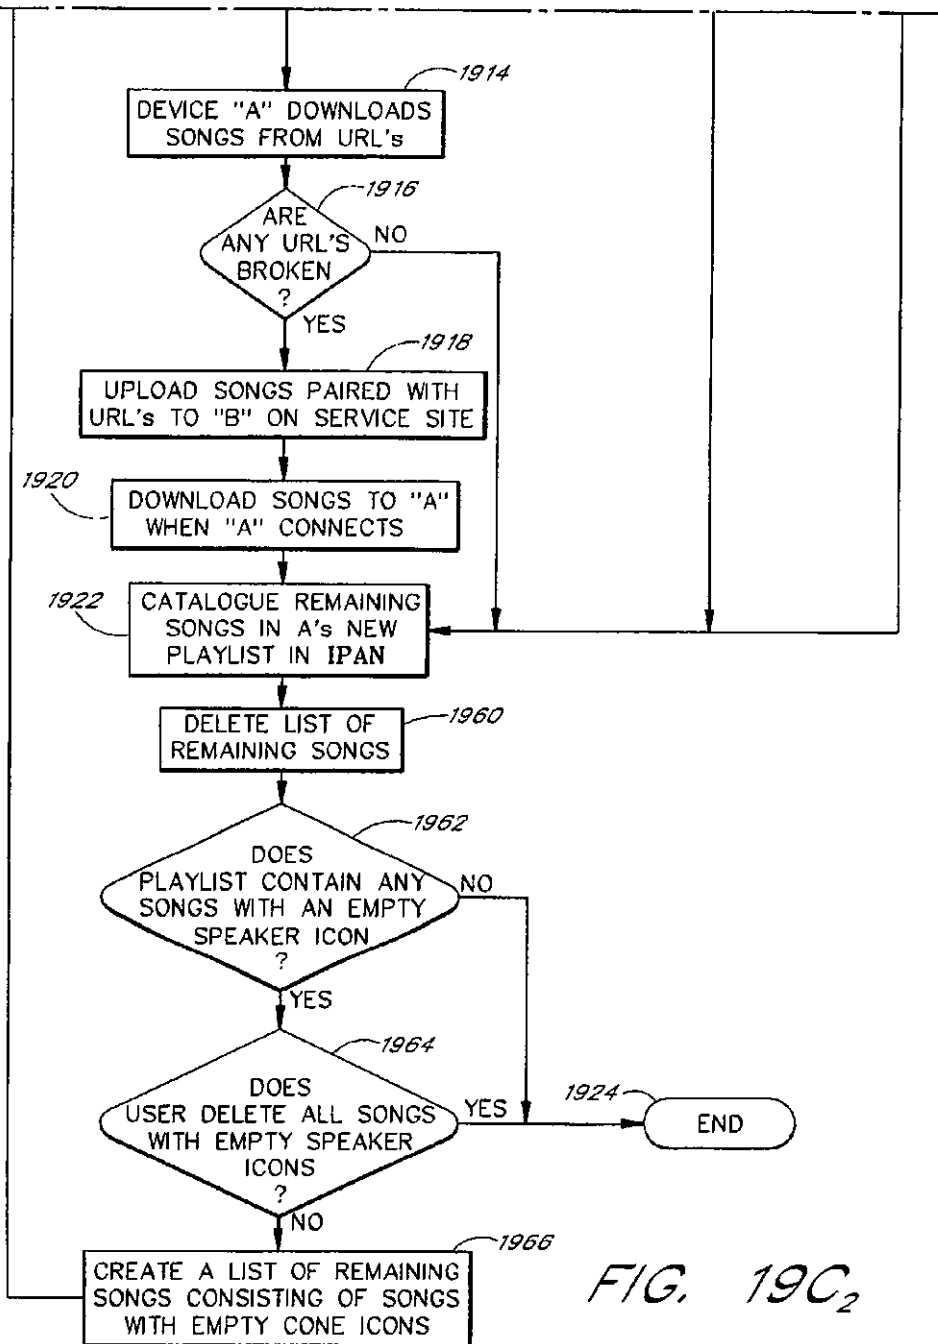 1914
DEVICE "A" DOWNLOADS
SONGS FROM URL's
1916
ARE
ANY URL'S
BROKEN
?
NO
YES
1918
UPLOAD SONGS PAIRED WITH
URL's TO "B" ON SERVICE SITE
1920
DOWNLOAD SONGS TO "A"
WHEN "A" CONNECTS
1922
CATALOGUE REMAINING
SONGS IN A's NEW
PLAYLIST IN IPAN
1960
DELETE LIST OF
REMAINING SONGS
1962
DOES
PLAYLIST CONTAIN ANY
SONGS WITH AN EMPTY
SPEAKER ICON
?
NO
YES
1964
DOES
USER DELETE ALL SONGS
WITH EMPTY SPEAKER
ICONS
?
YES
1924
END
NO
1966
CREATE A LIST OF REMAINING
SONGS CONSISTING OF SONGS
WITH EMPTY CONE ICONS
FIG. 19C2